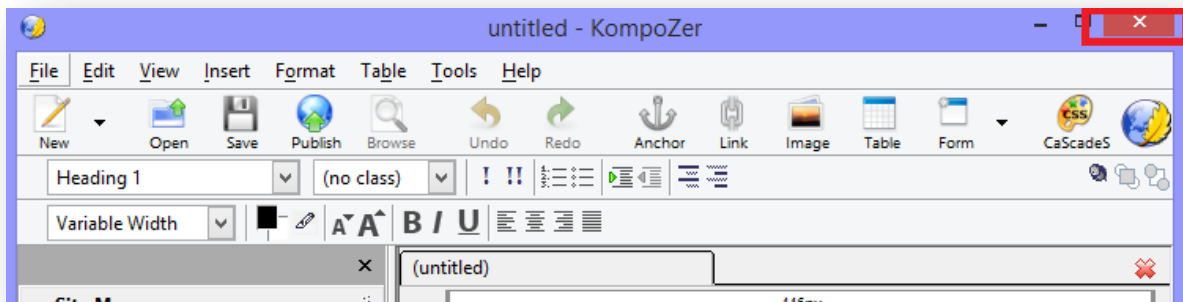 untitled - KompoZer
File Edit View Insert Format Table Tools Help
New Open Save Publish Browse Undo Redo Anchor Link Image Table Form CSS CaScadeS
Heading 1 (no class) ! !!
Variable Width A A B I U
(untitled)